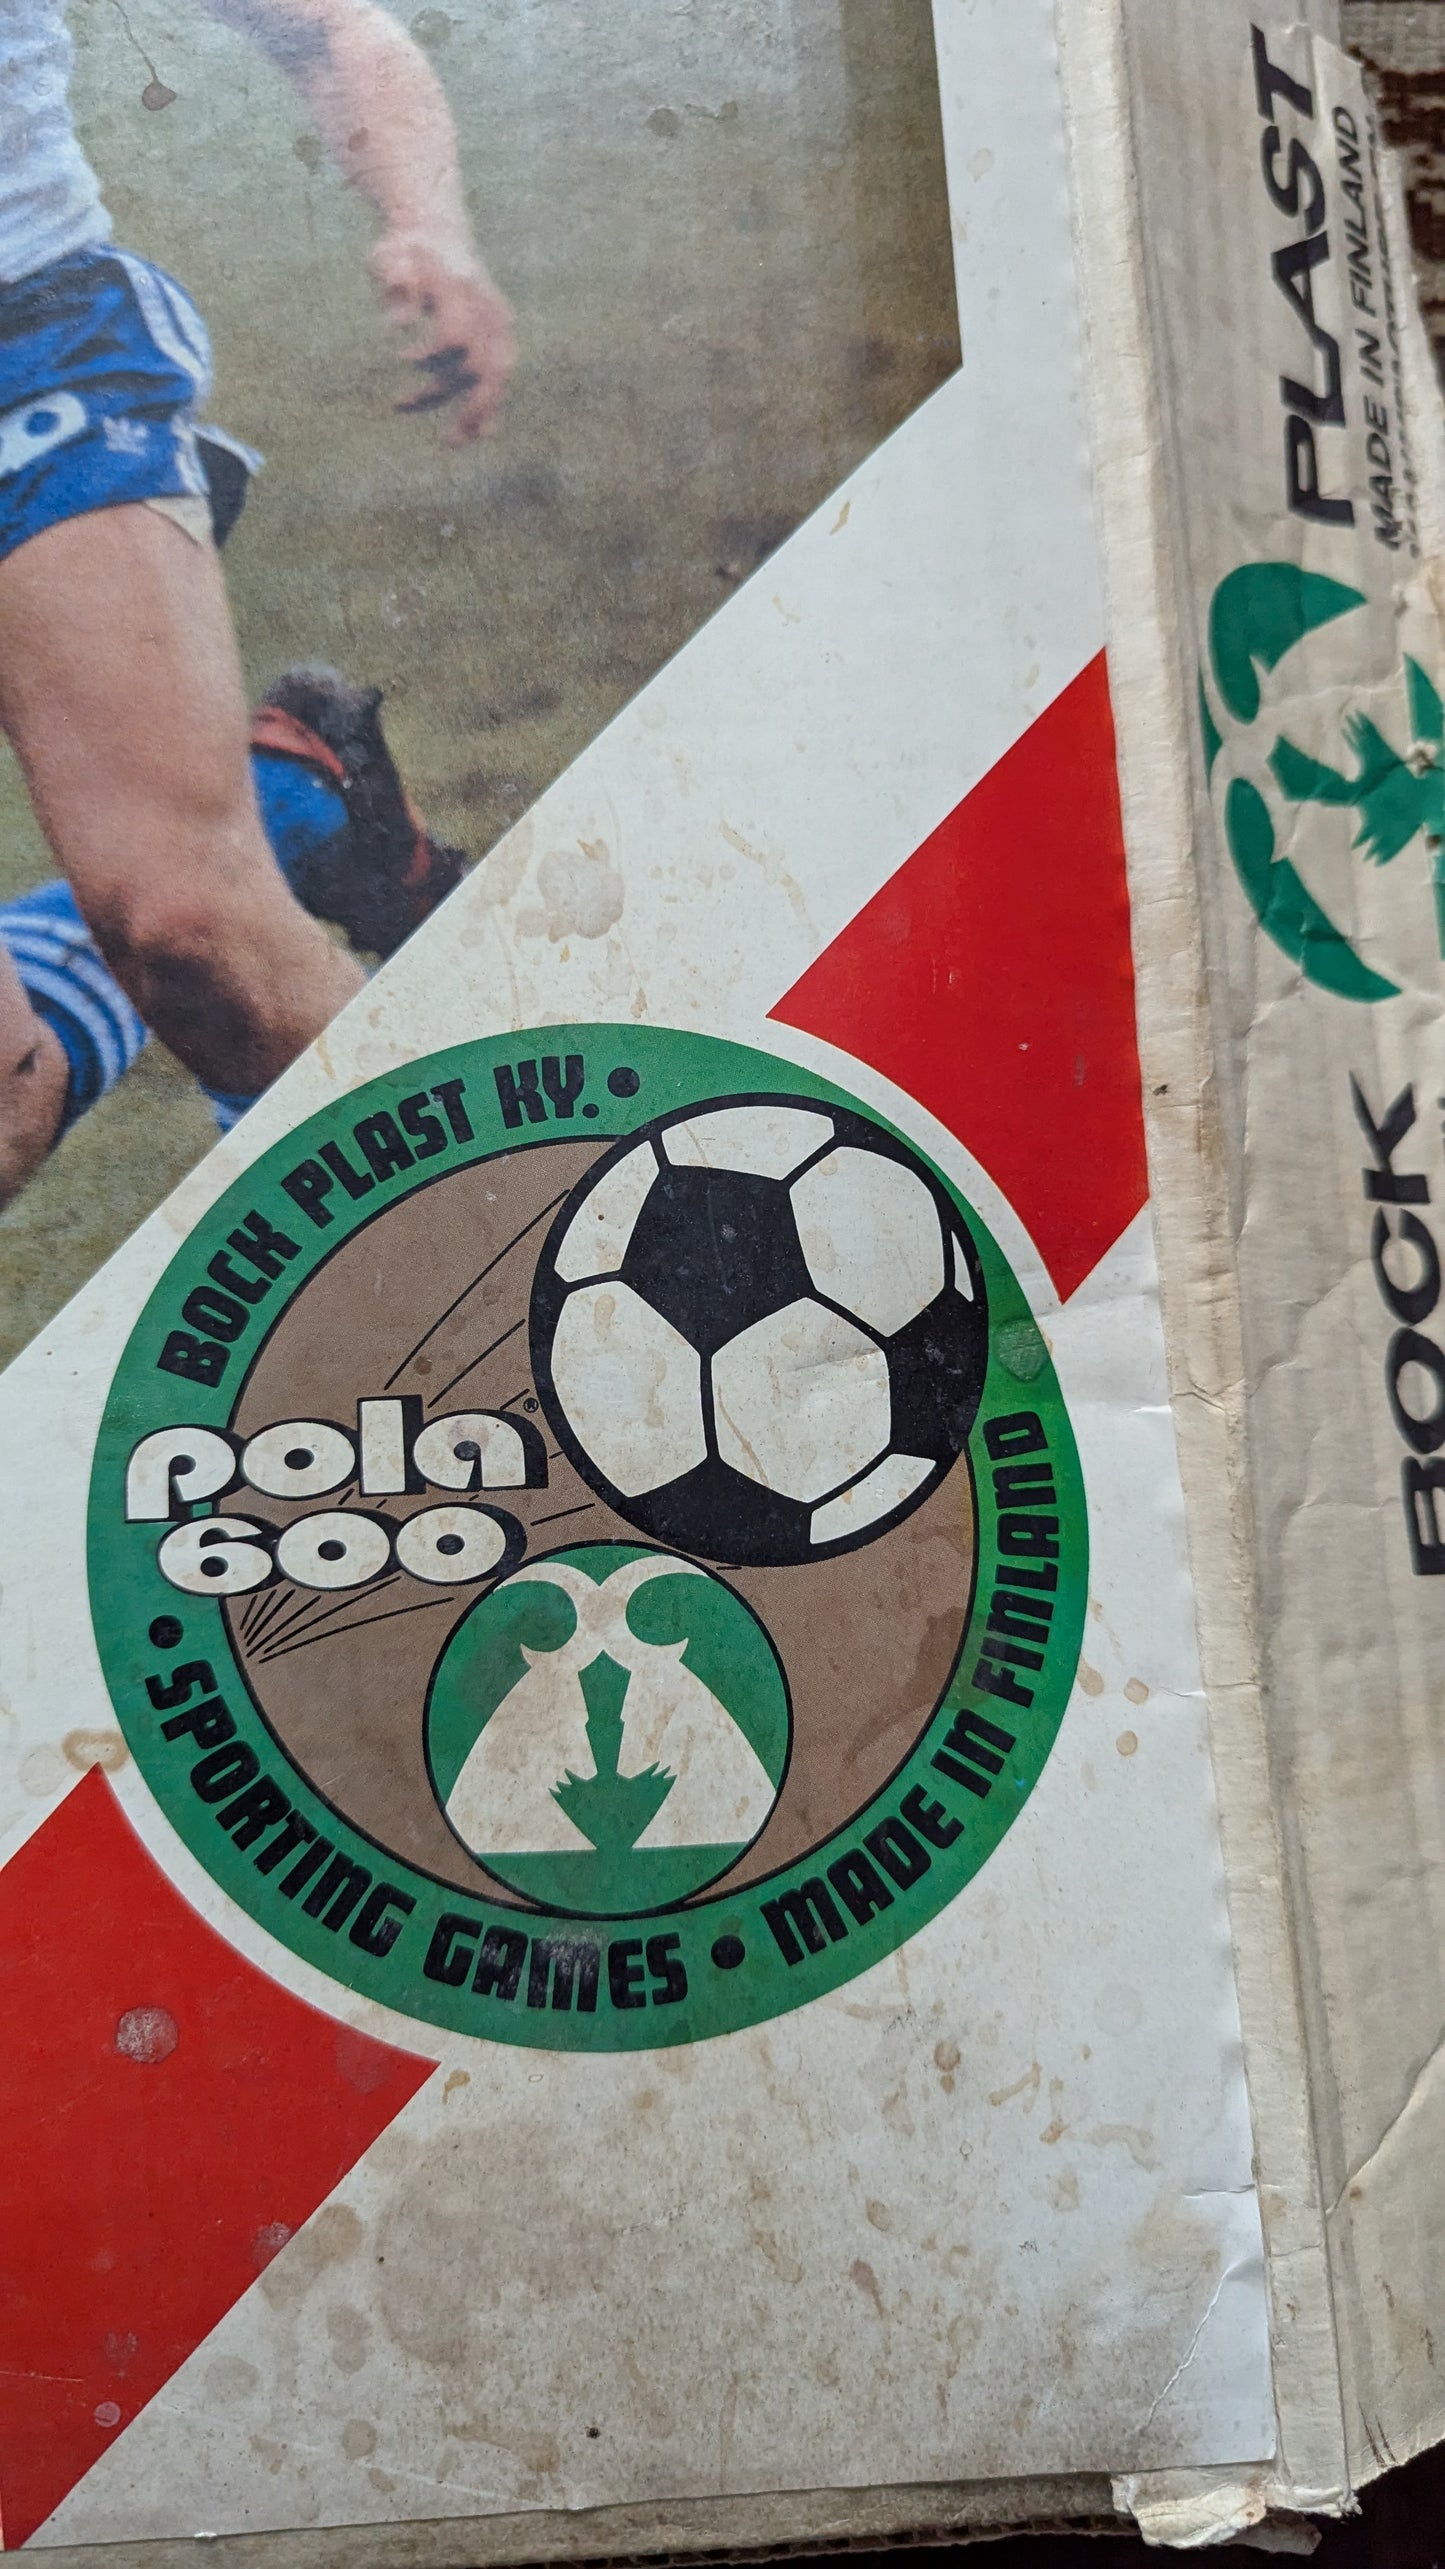 BOCK PLAST KY. •
pola ®
600
• SPORTING GAMES • MADE IN FINLAND
BOCK PLAST
MADE IN FINLAND